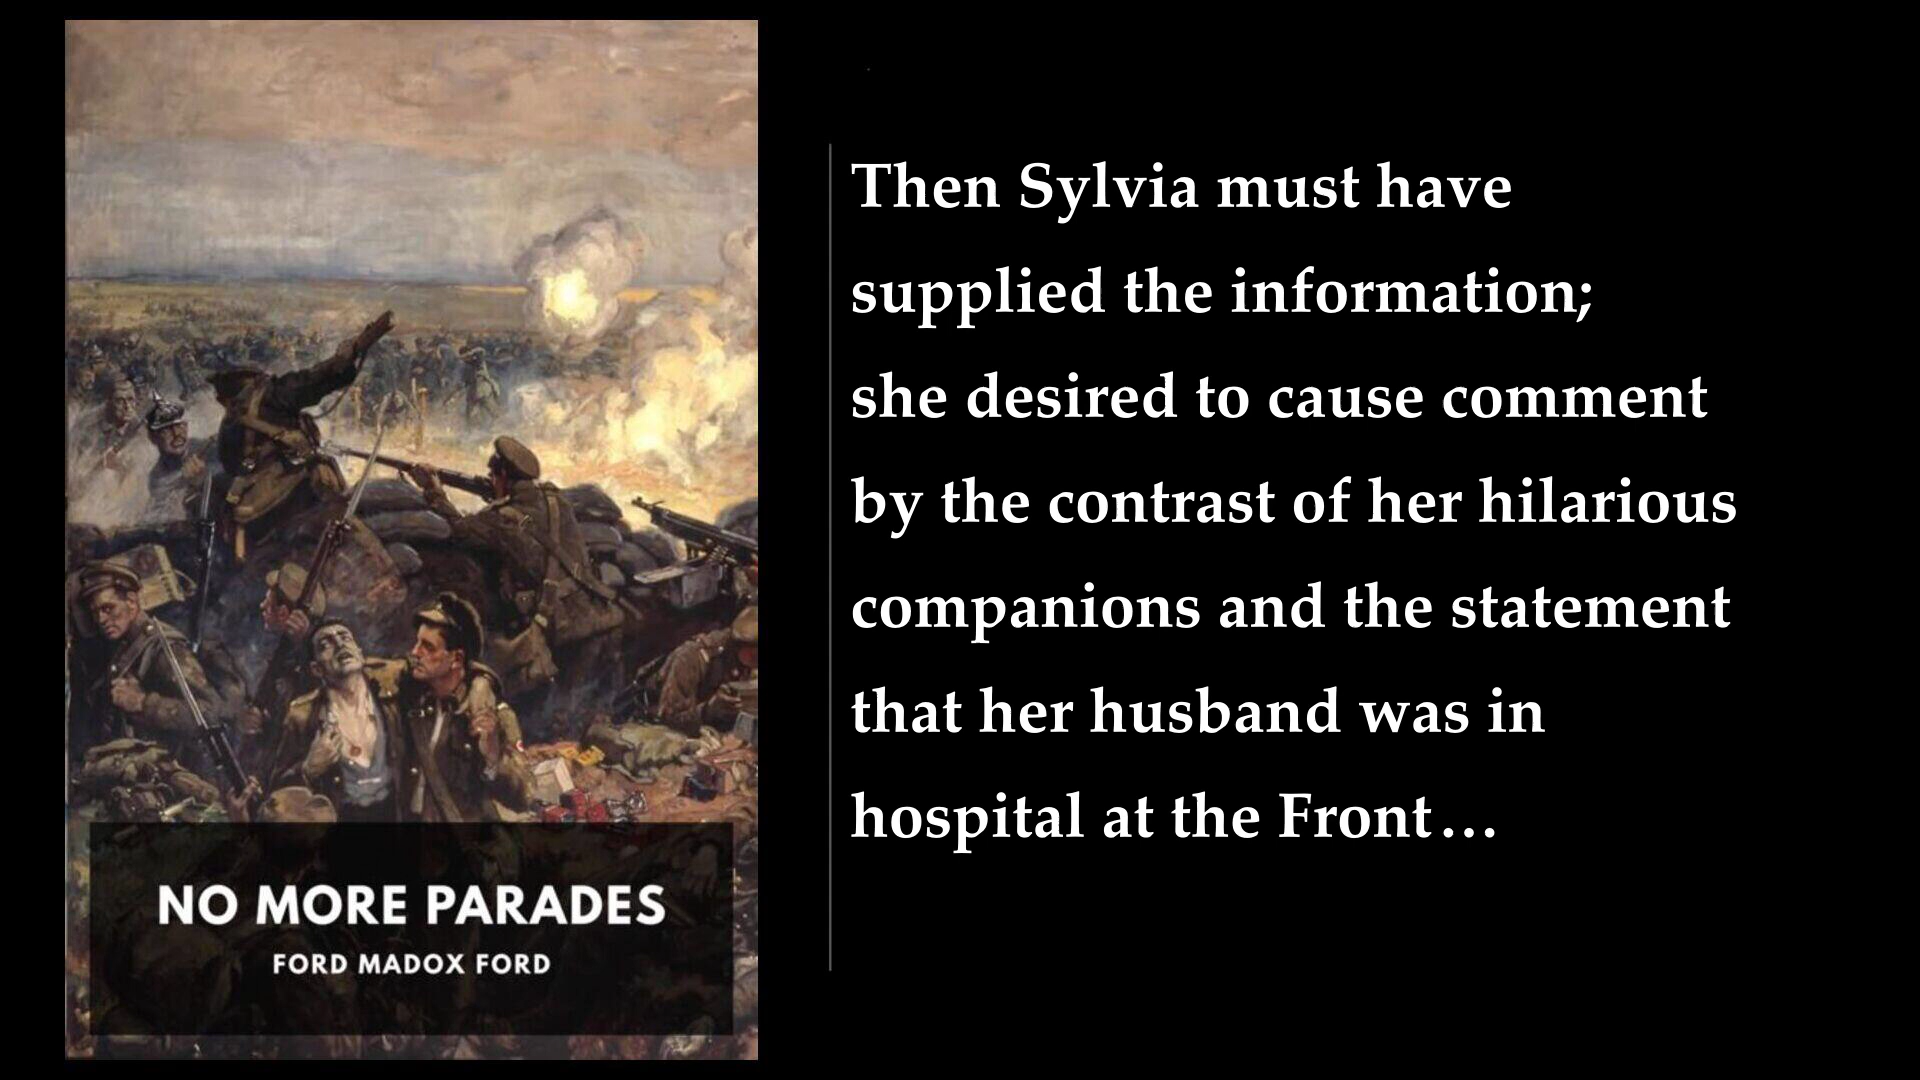 NO MORE PARADES
FORD MADOX FORD
Then Sylvia must have
supplied the information;
she desired to cause comment
by the contrast of her hilarious
companions and the statement
that her husband was in
hospital at the Front…